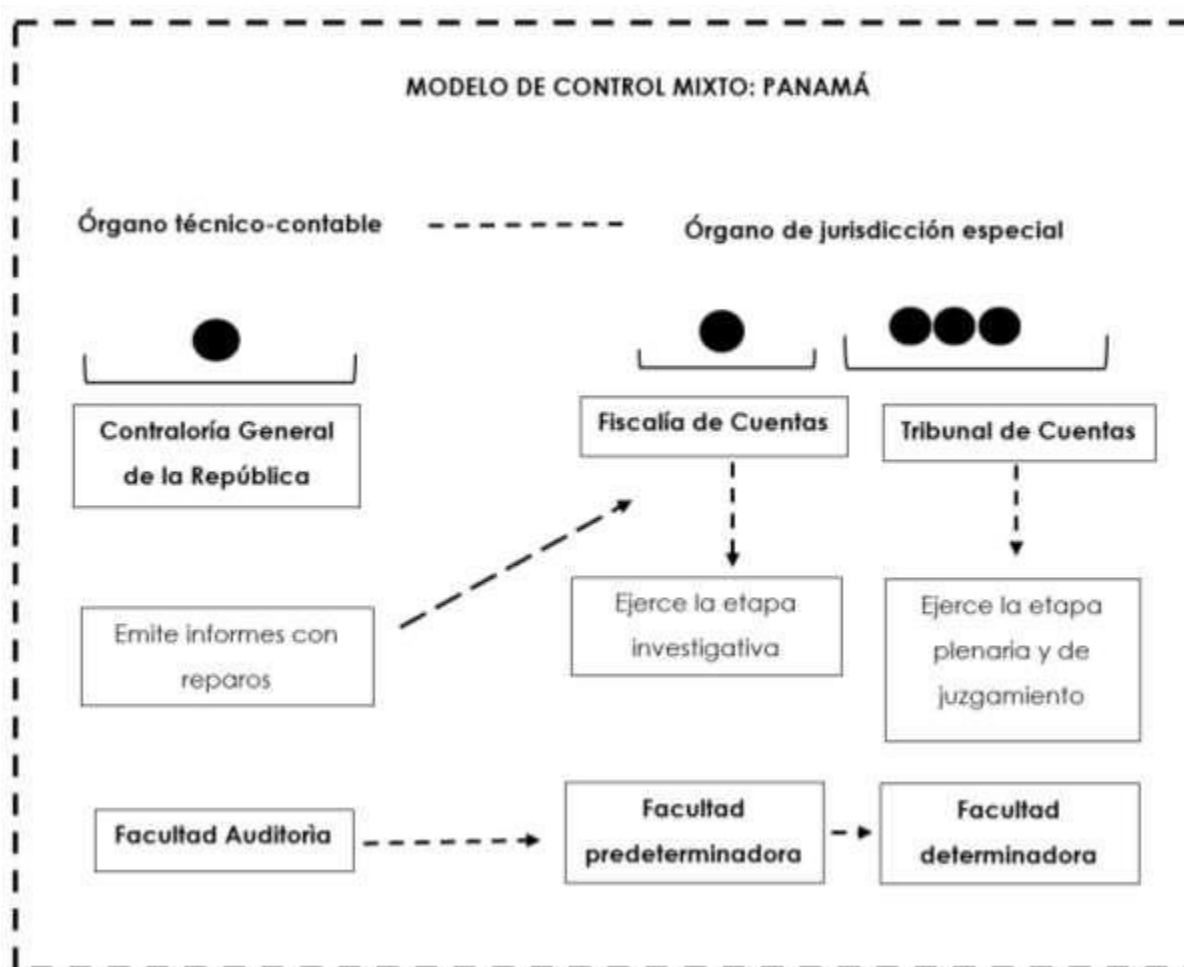 MODELO DE CONTROL MIXTO: PANAMÁ
Órgano técnico-contable
Órgano de jurisdicción especial
Contraloría General
de la República
Fiscalía de Cuentas
Tribunal de Cuentas
Emite informes con
reparos
Ejerce la etapa
investigativa
Ejerce la etapa
plenaria y de
juzgamiento
Facultad Auditorìa
Facultad
predeterminadora
Facultad
determinadora